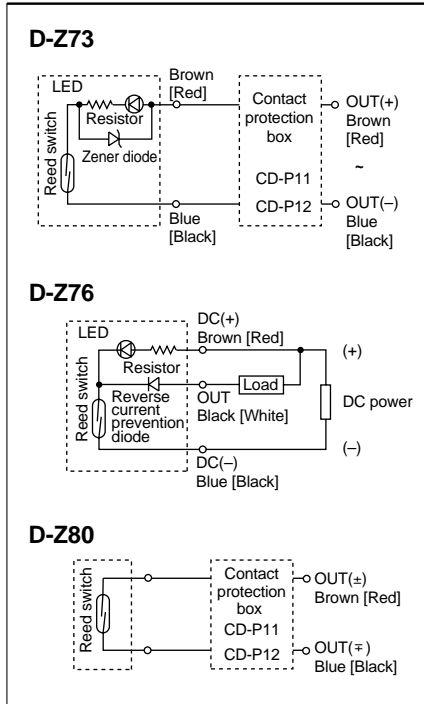 D-Z73
LED
Brown
[Red]
Resistor
Zener diode
Reed switch
Blue
[Black]
Contact
protection
box
CD-P11
CD-P12
OUT(+)
Brown
[Red]
~
OUT(–)
Blue
[Black]
D-Z76
LED
DC(+)
Brown [Red]
Resistor
Reed switch
Reverse
current
prevention
diode
OUT
Black [White]
Load
(+)
DC power
(–)
DC(–)
Blue [Black]
D-Z80
Reed switch
Contact
protection
box
CD-P11
CD-P12
OUT(±)
Brown [Red]
OUT(∓)
Blue [Black]